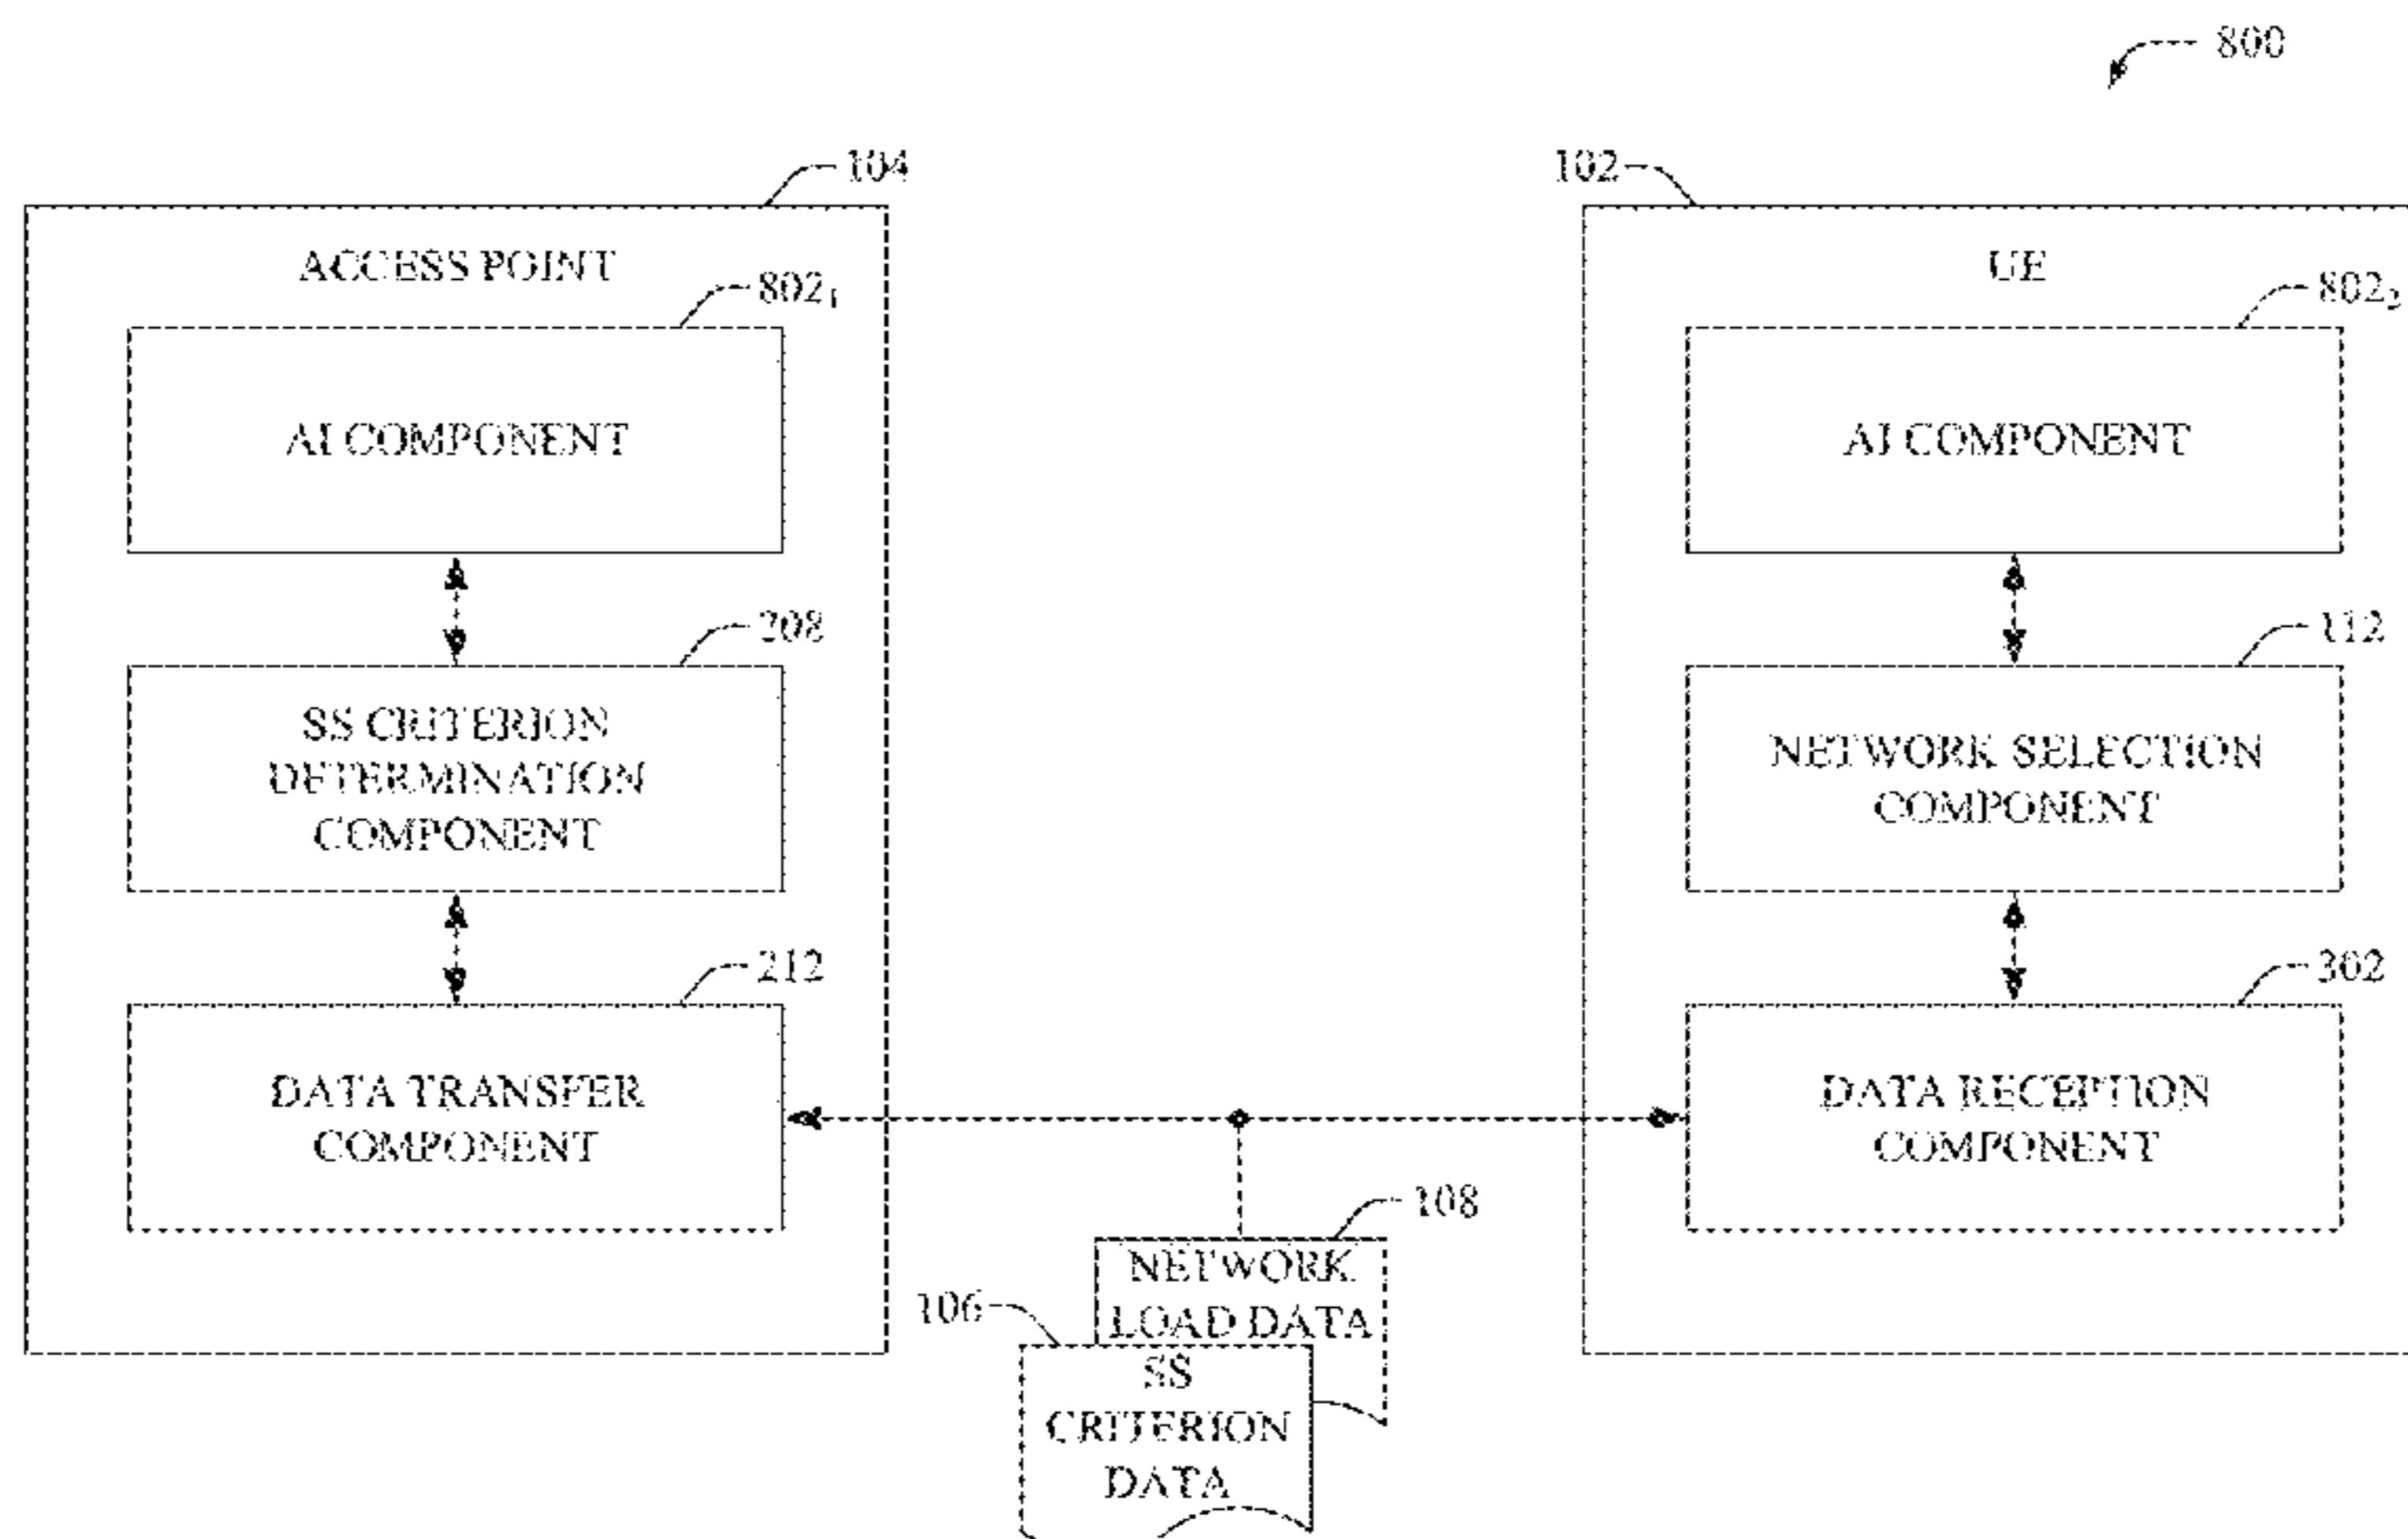 800
104
102
ACCESS POINT
UE
802₁
802₂
AI COMPONENT
AI COMPONENT
208
112
SS CRITERION
DETERMINATION
COMPONENT
NETWORK SELECTION
COMPONENT
212
302
DATA TRANSFER
COMPONENT
DATA RECEPTION
COMPONENT
108
NETWORK
LOAD DATA
106
SS
CRITERION
DATA